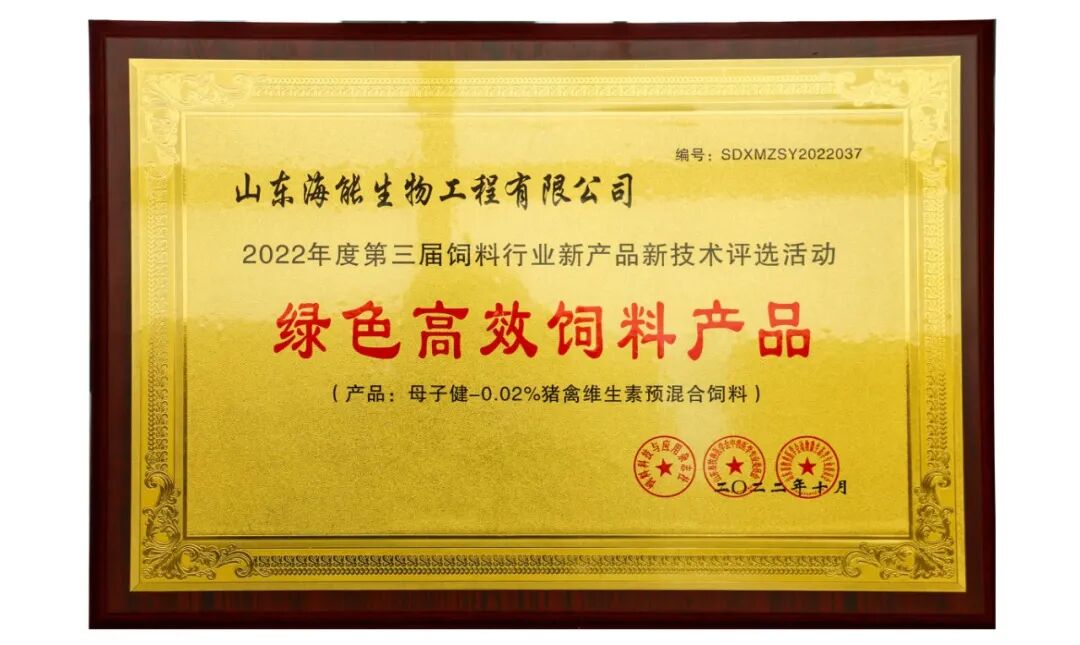 编号：SDXMZSY2022037
山东海能生物工程有限公司
2022年度第三届饲料行业新产品新技术评选活动
绿色高效饲料产品
（产品：母子健-0.02%猪禽维生素预混合饲料）
二〇二二年十月